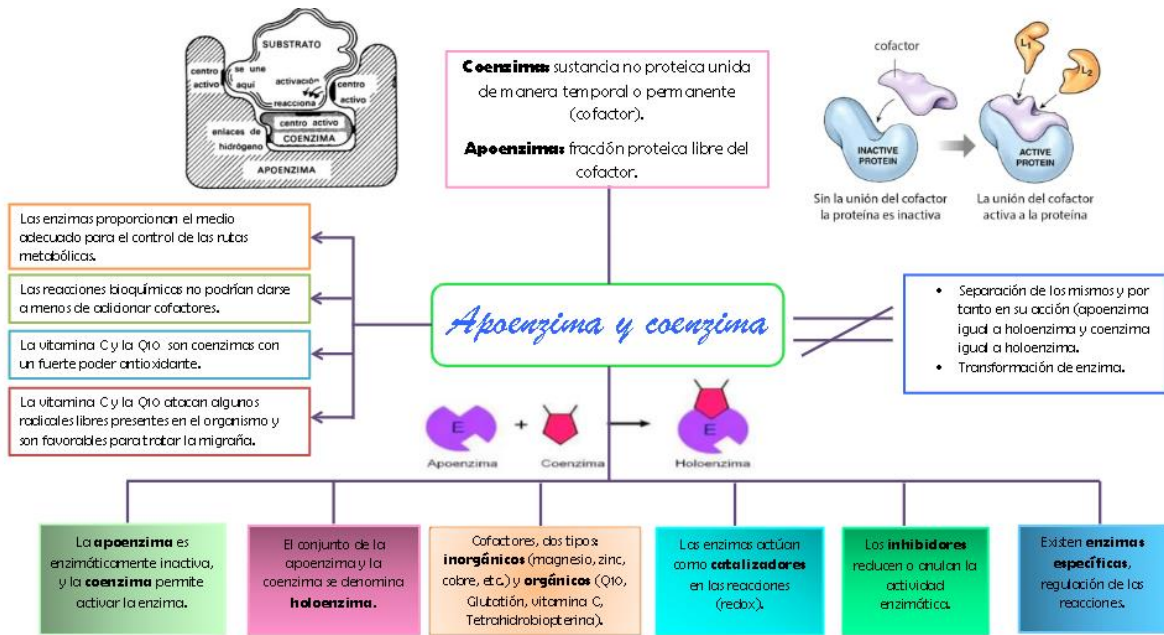 SUBSTRATO
centro
activo
se une
aquí
activación
reacciona
centro
activo
centro activo
COENZIMA
enlaces de
hidrógeno
APOENZIMA
Coenzima: sustancia no proteica unida
de manera temporal o permanente
(cofactor).
Apoenzima: fracción proteica libre del
cofactor.
cofactor
L1
L2
INACTIVE
PROTEIN
ACTIVE
PROTEIN
Sin la unión del cofactor
la proteína es inactiva
La unión del cofactor
activa a la proteína
Las enzimas proporcionan el medio
adecuado para el control de las rutas
metabólicas.
Las reacciones bioquímicas no podrían darse
a menos de adicionar cofactores.
La vitamina C y la Q10 son coenzimas con
un fuerte poder antioxidante.
La vitamina C y la Q10 atacan algunos
radicales libres presentes en el organismo y
son favorables para tratar la migraña.
Apoenzima y coenzima
• Separación de los mismos y por
tanto en su acción (apoenzima
igual a holoenzima y coenzima
igual a holoenzima.
• Transformación de enzima.
E
+
E
Apoenzima
Coenzima
Holoenzima
La apoenzima es
enzimáticamente inactiva,
y la coenzima permite
activar la enzima.
El conjunto de la
apoenzima y la
coenzima se denomina
holoenzima.
Cofactores, dos tipos:
inorgánicos (magnesio, zinc,
cobre, etc.) y orgánicos (Q10,
Glutatión, vitamina C,
Tetrahidrobiopterina).
Las enzimas actúan
como catalizadores
en las reacciones
(redox).
Los inhibidores
reducen o anulan la
actividad
enzimática.
Existen enzimas
específicas,
regulación de las
reacciones.